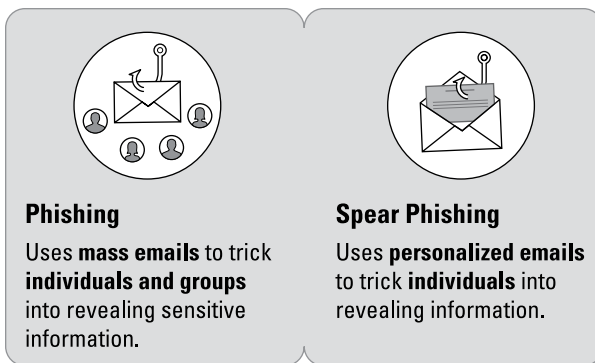 Phishing
Uses mass emails to trick
individuals and groups
into revealing sensitive
information.
Spear Phishing
Uses personalized emails
to trick individuals into
revealing information.